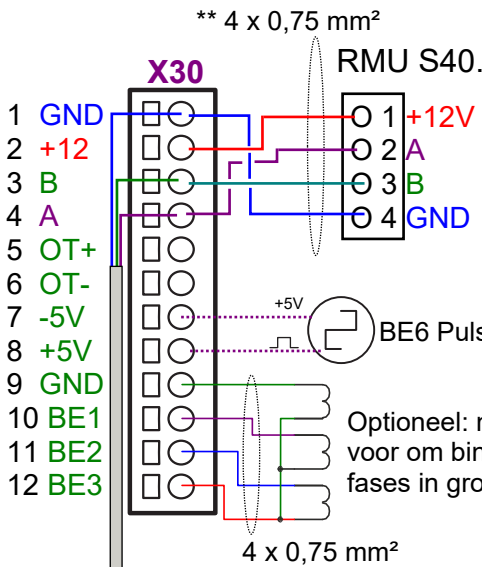 ** 4 x 0,75 mm²
X30
RMU S40.
1 GND
2 +12
3 B
4 A
5 OT+
6 OT-
7 -5V
8 +5V
9 GND
10 BE1
11 BE2
12 BE3
1 +12V
2 A
3 B
4 GND
+5V
BE6 Puls
Optioneel:
voor om bin
fases in gro
4 x 0,75 mm²